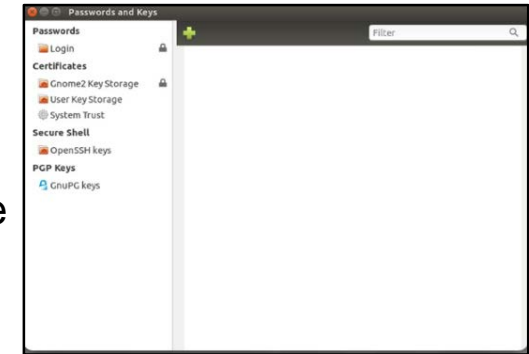 Passwords and Keys
Passwords
Login
Certificates
Gnome2 Key Storage
User Key Storage
System Trust
Secure Shell
OpenSSH keys
PGP Keys
GnuPG keys
Filter
e